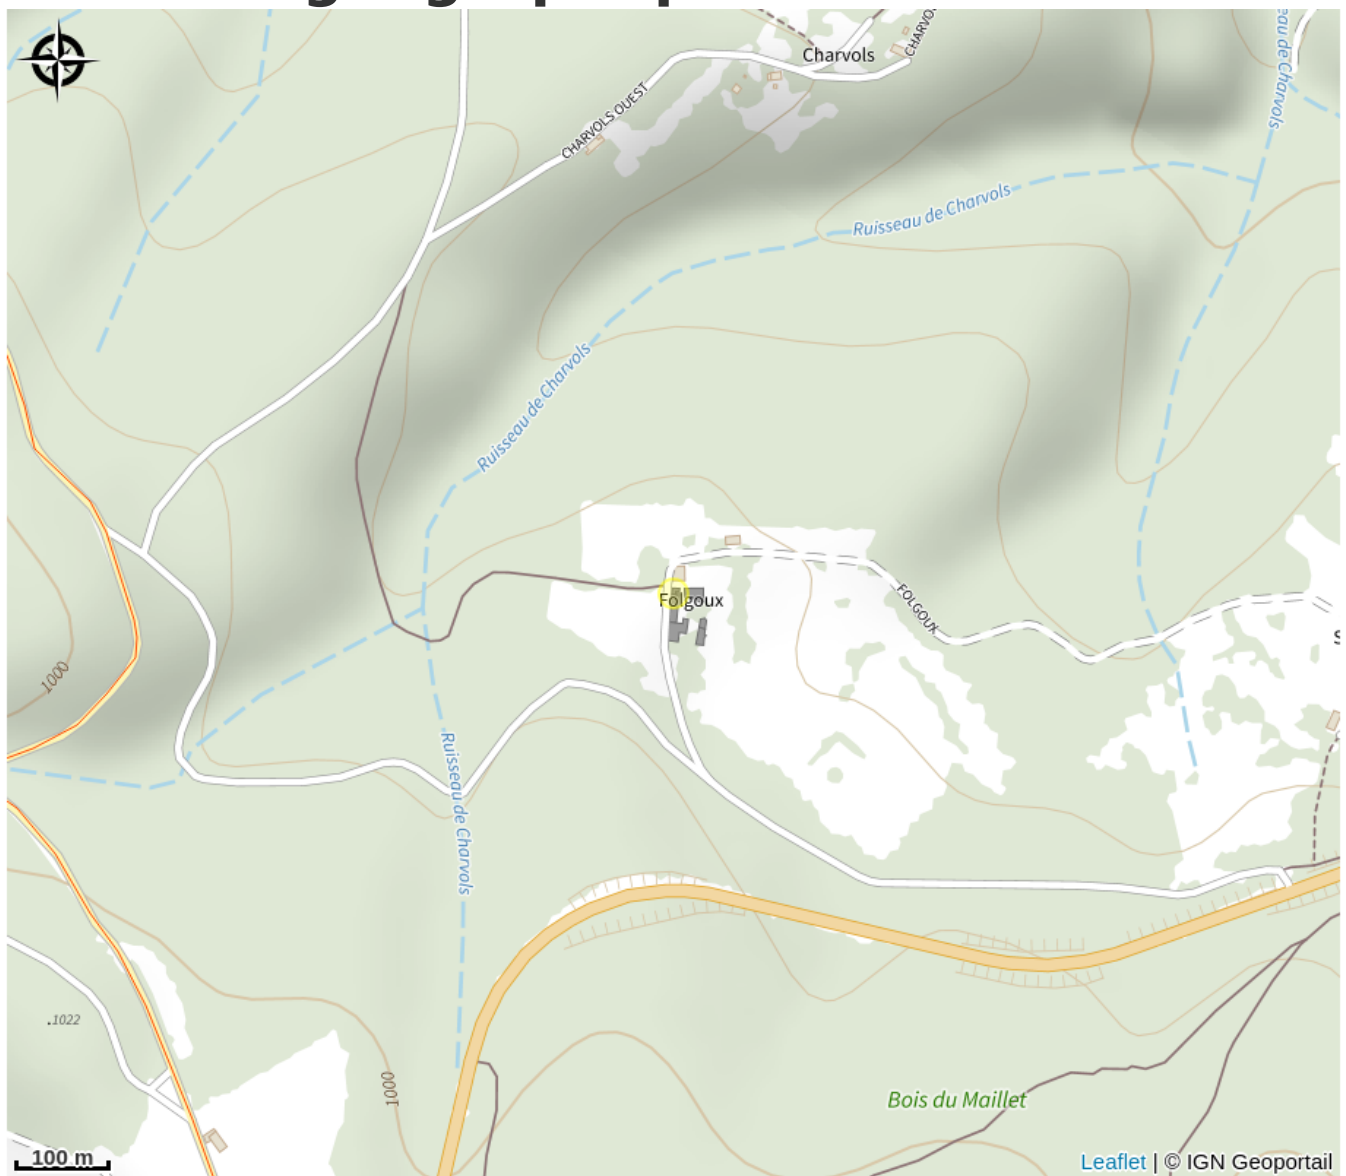 Charvols
CHARVOLS OUEST
Ruisseau de Charvols
Ruisseau de Charvols
Folgoux
FOLGOUX
1000
Ruisseau de Charvols
.1022
1000
Bois du Maillet
100 m
Leaflet | © IGN Geoportail